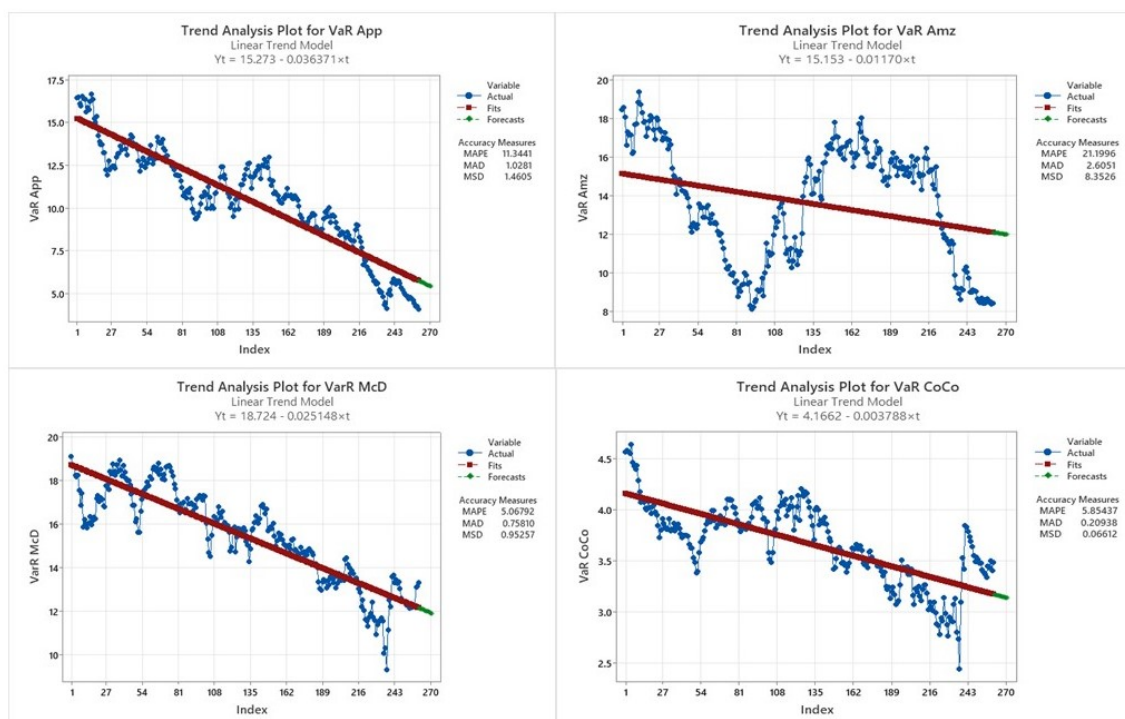 Trend Analysis Plot for VaR App
Linear Trend Model
Yt = 15.273 - 0.036371×t
17.5
15.0
12.5
10.0
7.5
5.0
VaR App
1 27 54 81 108 135 162 189 216 243 270
Index
Variable
Actual
Fits
Forecasts
Accuracy Measures
MAPE 11.3441
MAD 1.0281
MSD 1.4605
Trend Analysis Plot for VaR Amz
Linear Trend Model
Yt = 15.153 - 0.01170×t
20
18
16
14
12
10
8
VaR Amz
1 27 54 81 108 135 162 189 216 243 270
Index
Variable
Actual
Fits
Forecasts
Accuracy Measures
MAPE 21.1996
MAD 2.6051
MSD 8.3526
Trend Analysis Plot for VarR McD
Linear Trend Model
Yt = 18.724 - 0.025148×t
20
18
16
14
12
10
VarR McD
1 27 54 81 108 135 162 189 216 243 270
Index
Variable
Actual
Fits
Forecasts
Accuracy Measures
MAPE 5.06792
MAD 0.75810
MSD 0.95257
Trend Analysis Plot for VaR CoCo
Linear Trend Model
Yt = 4.1662 - 0.003788×t
4.5
4.0
3.5
3.0
2.5
VaR CoCo
1 27 54 81 108 135 162 189 216 243 270
Index
Variable
Actual
Fits
Forecasts
Accuracy Measures
MAPE 5.85437
MAD 0.20938
MSD 0.06612